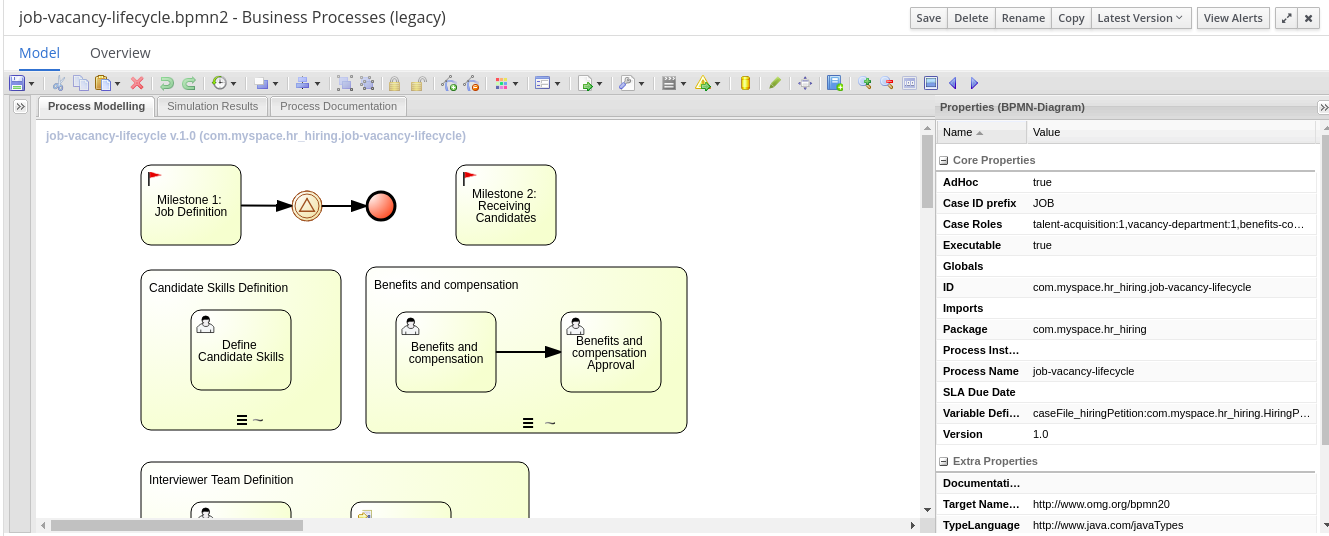 job-vacancy-lifecycle.bpmn2 - Business Processes (legacy)
Save Delete Rename Copy Latest Version View Alerts
Model Overview
Process Modelling Simulation Results Process Documentation
Properties (BPMN-Diagram)
Name Value
job-vacancy-lifecycle v.1.0 (com.myspace.hr_hiring.job-vacancy-lifecycle)
Milestone 1:
Job Definition
Milestone 2:
Receiving
Candidates
Candidate Skills Definition
Define
Candidate Skills
Benefits and compensation
Benefits and
compensation
Benefits and
compensation
Approval
Interviewer Team Definition
Core Properties
AdHoc true
Case ID prefix JOB
Case Roles talent-acquisition:1,vacancy-department:1,benefits-co...
Executable true
Globals
ID com.myspace.hr_hiring.job-vacancy-lifecycle
Imports
Package com.myspace.hr_hiring
Process Inst...
Process Name job-vacancy-lifecycle
SLA Due Date
Variable Defi... caseFile_hiringPetition:com.myspace.hr_hiring.HiringP...
Version 1.0
Extra Properties
Documentati...
Target Name... http://www.omg.org/bpmn20
TypeLanguage http://www.java.com/javaTypes